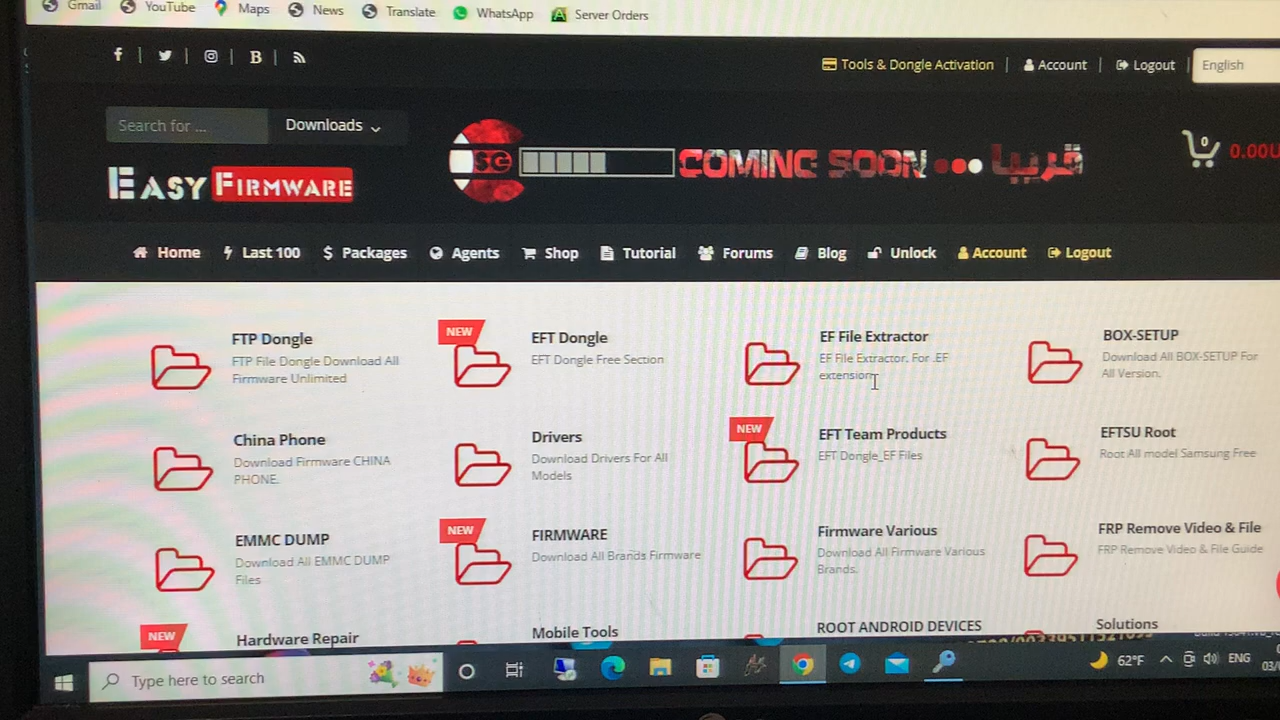 Gmail YouTube Maps News Translate WhatsApp Server Orders
Tools & Dongle Activation Account Logout English
Search for ... Downloads
SG COMING SOON قريبا
0
0.00U
EASY FIRMWARE
Home Last 100 Packages Agents Shop Tutorial Forums Blog Unlock Account Logout
FTP Dongle
FTP File Dongle Download All
Firmware Unlimited
NEW
EFT Dongle
EFT Dongle Free Section
EF File Extractor
EF File Extractor. For .EF
extension
BOX-SETUP
Download All BOX-SETUP For
All Version.
China Phone
Download Firmware CHINA
PHONE.
Drivers
Download Drivers For All
Models
NEW
EFT Team Products
EFT Dongle_EF Files
EFTSU Root
Root All model Samsung Free
EMMC DUMP
Download All EMMC DUMP
Files
NEW
FIRMWARE
Download All Brands Firmware
Firmware Various
Download All Firmware Various
Brands.
FRP Remove Video & File
FRP Remove Video & File Guide
NEW
Hardware Repair
Mobile Tools
ROOT ANDROID DEVICES
Solutions
Type here to search
62°F ENG
03/